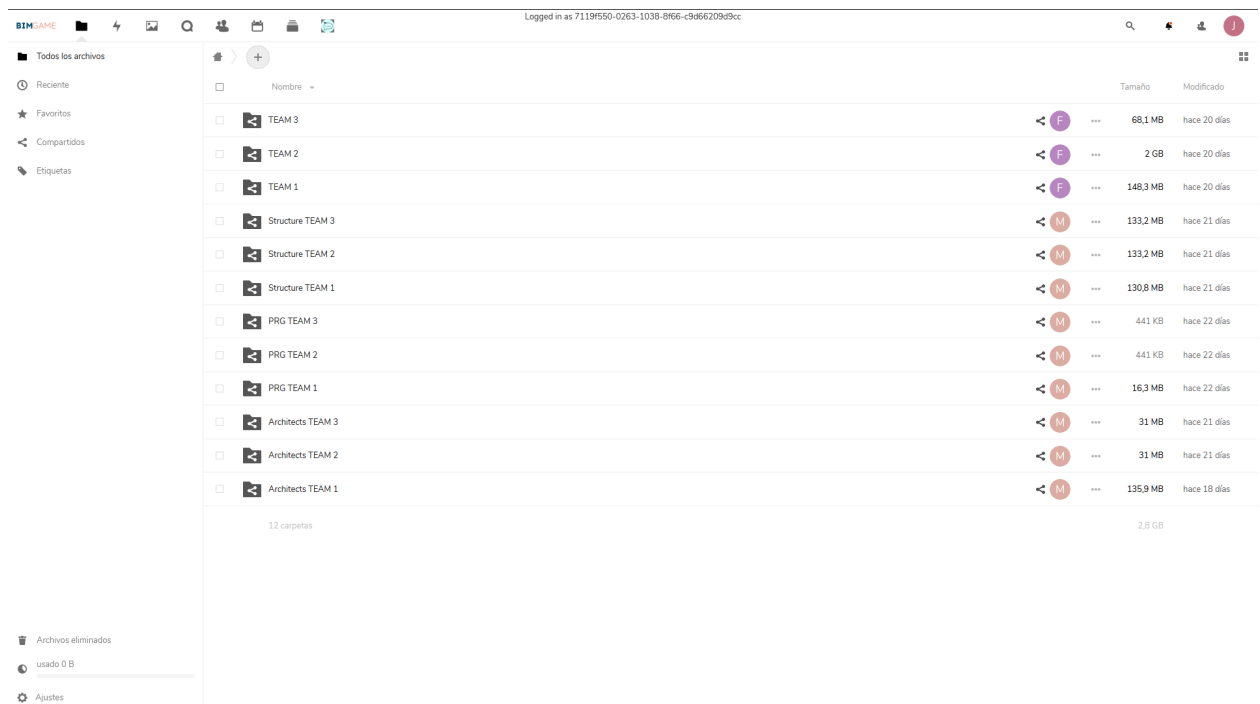 Logged in as 7119f550-0263-1038-8f66-c9d66209d9cc
BIMGAME
J
Todos los archivos
Reciente
Favoritos
Compartidos
Etiquetas
Nombre Tamaño Modificado
TEAM 3 F 68,1 MB hace 20 días
TEAM 2 F 2 GB hace 20 días
TEAM 1 F 148,3 MB hace 20 días
Structure TEAM 3 M 133,2 MB hace 21 días
Structure TEAM 2 M 133,2 MB hace 21 días
Structure TEAM 1 M 130,8 MB hace 21 días
PRG TEAM 3 M 441 KB hace 22 días
PRG TEAM 2 M 441 KB hace 22 días
PRG TEAM 1 M 16,3 MB hace 22 días
Architects TEAM 3 M 31 MB hace 21 días
Architects TEAM 2 M 31 MB hace 21 días
Architects TEAM 1 M 135,9 MB hace 18 días
12 carpetas 2,8 GB
Archivos eliminados
usado 0 B
Ajustes